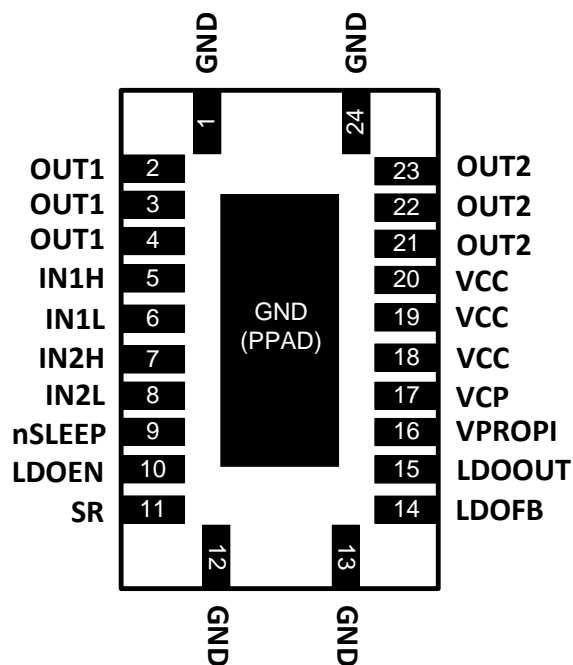 GND GND
1 24
OUT1 2 23 OUT2
OUT1 3 22 OUT2
OUT1 4 21 OUT2
IN1H 5 20 VCC
IN1L 6 19 VCC
IN2H 7 18 VCC
IN2L 8 17 VCP
nSLEEP 9 16 VPROPI
LDOEN 10 15 LDOOUT
SR 11 14 LDOFB
GND
(PPAD)
12 13
GND GND